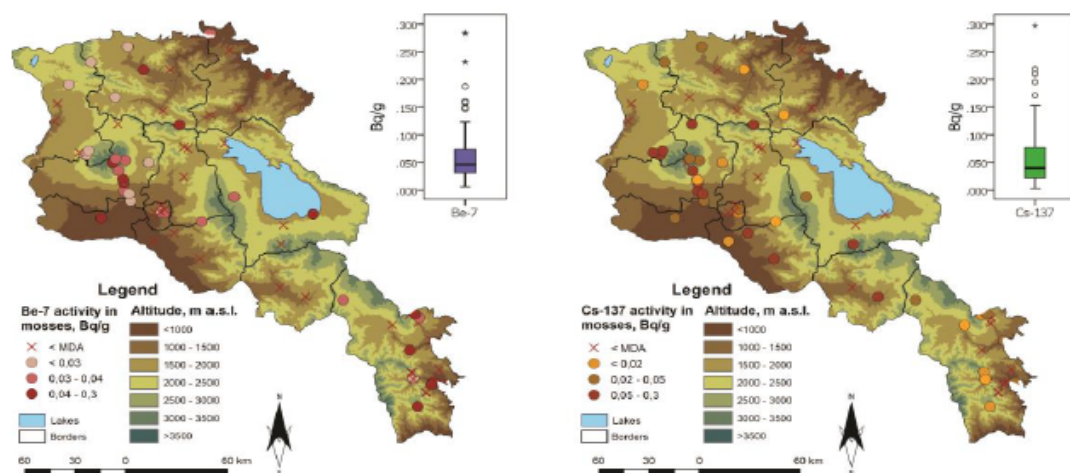 .300
.250
.200
.150
.100
.050
.000
Bq/g
Be-7
Legend
Be-7 activity in
mosses, Bq/g
< MDA
< 0,03
0,03 - 0,04
0,04 - 0,3
Lakes
Borders
Altitude, m a.s.l.
<1000
1000 - 1500
1500 - 2000
2000 - 2500
2500 - 3000
3000 - 3500
>3500
N
60 30 0 60 km
.300
.250
.200
.150
.100
.050
.000
Bq/g
Cs-137
Legend
Cs-137 activity in
mosses, Bq/g
< MDA
< 0,02
0,02 - 0,05
0,05 - 0,3
Lakes
Borders
Altitude, m a.s.l.
<1000
1000 - 1500
1500 - 2000
2000 - 2500
2500 - 3000
3000 - 3500
>3500
N
60 30 0 60 km